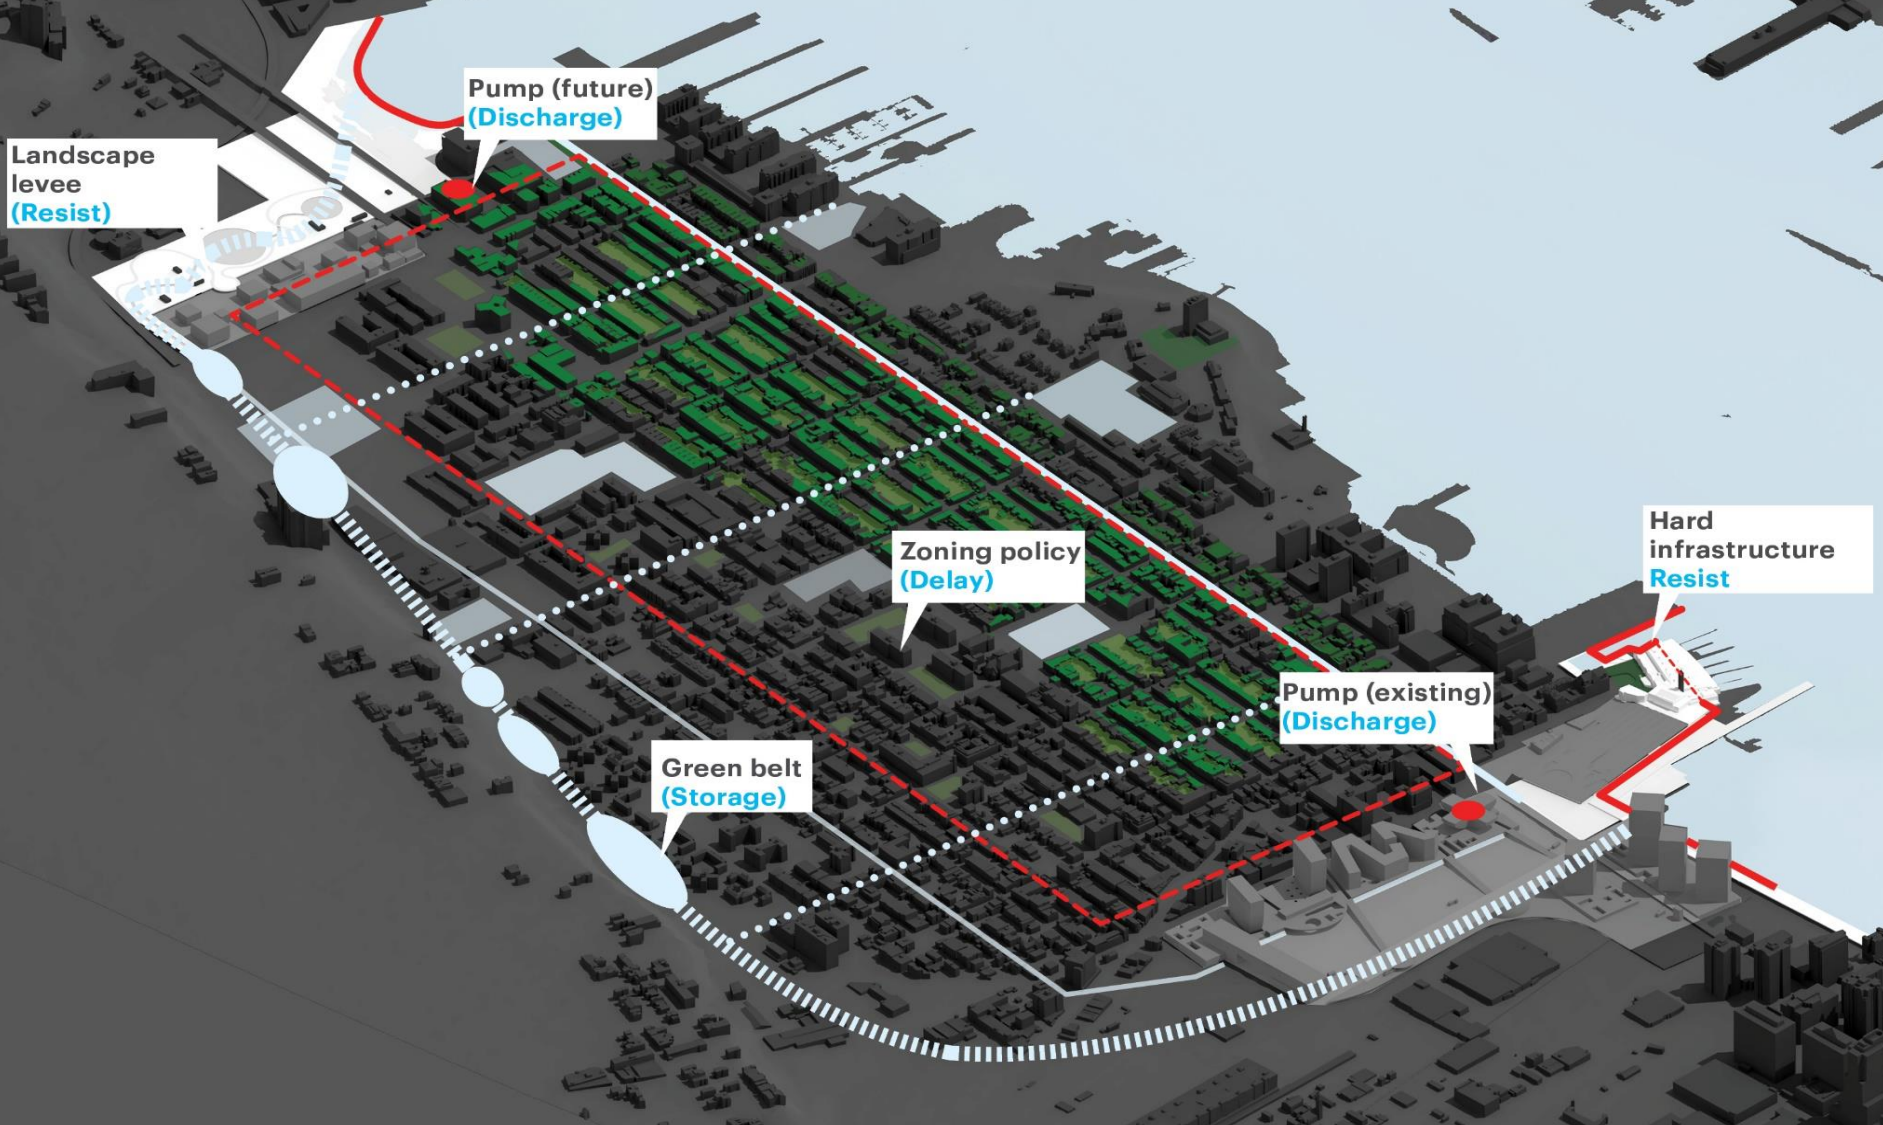 Pump (future)
(Discharge)
Landscape
levee
(Resist)
Hard
infrastructure
Resist
Zoning policy
(Delay)
Pump (existing)
(Discharge)
Green belt
(Storage)